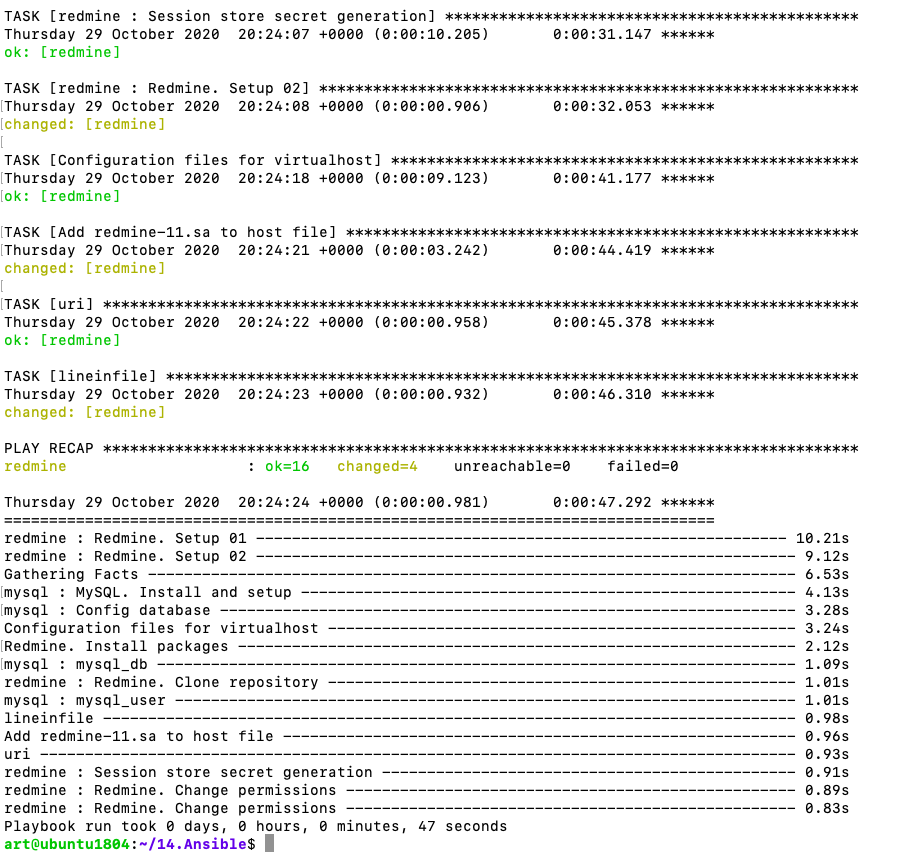 TASK [redmine : Session store secret generation] **********************************************
Thursday 29 October 2020  20:24:07 +0000 (0:00:10.205)       0:00:31.147 ******
ok: [redmine]
TASK [redmine : Redmine. Setup 02] ************************************************************
Thursday 29 October 2020  20:24:08 +0000 (0:00:00.906)       0:00:32.053 ******
changed: [redmine]
TASK [Configuration files for virtualhost] ****************************************************
Thursday 29 October 2020  20:24:18 +0000 (0:00:09.123)       0:00:41.177 ******
ok: [redmine]
TASK [Add redmine-11.sa to host file] *********************************************************
Thursday 29 October 2020  20:24:21 +0000 (0:00:03.242)       0:00:44.419 ******
changed: [redmine]
TASK [uri] ************************************************************************************
Thursday 29 October 2020  20:24:22 +0000 (0:00:00.958)       0:00:45.378 ******
ok: [redmine]
TASK [lineinfile] *****************************************************************************
Thursday 29 October 2020  20:24:23 +0000 (0:00:00.932)       0:00:46.310 ******
changed: [redmine]
PLAY RECAP ************************************************************************************
redmine                    : ok=16   changed=4    unreachable=0    failed=0
Thursday 29 October 2020  20:24:24 +0000 (0:00:00.981)       0:00:47.292 ******
===============================================================================
redmine : Redmine. Setup 01 ----------------------------------------------------------- 10.21s
redmine : Redmine. Setup 02 ------------------------------------------------------------ 9.12s
Gathering Facts ------------------------------------------------------------------------ 6.53s
mysql : MySQL. Install and setup ------------------------------------------------------- 4.13s
mysql : Config database ---------------------------------------------------------------- 3.28s
Configuration files for virtualhost ---------------------------------------------------- 3.24s
Redmine. Install packages -------------------------------------------------------------- 2.12s
mysql : mysql_db ----------------------------------------------------------------------- 1.09s
redmine : Redmine. Clone repository ---------------------------------------------------- 1.01s
mysql : mysql_user --------------------------------------------------------------------- 1.01s
lineinfile ----------------------------------------------------------------------------- 0.98s
Add redmine-11.sa to host file --------------------------------------------------------- 0.96s
uri ------------------------------------------------------------------------------------ 0.93s
redmine : Session store secret generation ---------------------------------------------- 0.91s
redmine : Redmine. Change permissions -------------------------------------------------- 0.89s
redmine : Redmine. Change permissions -------------------------------------------------- 0.83s
Playbook run took 0 days, 0 hours, 0 minutes, 47 seconds
art@ubuntu1804:~/14.Ansible$